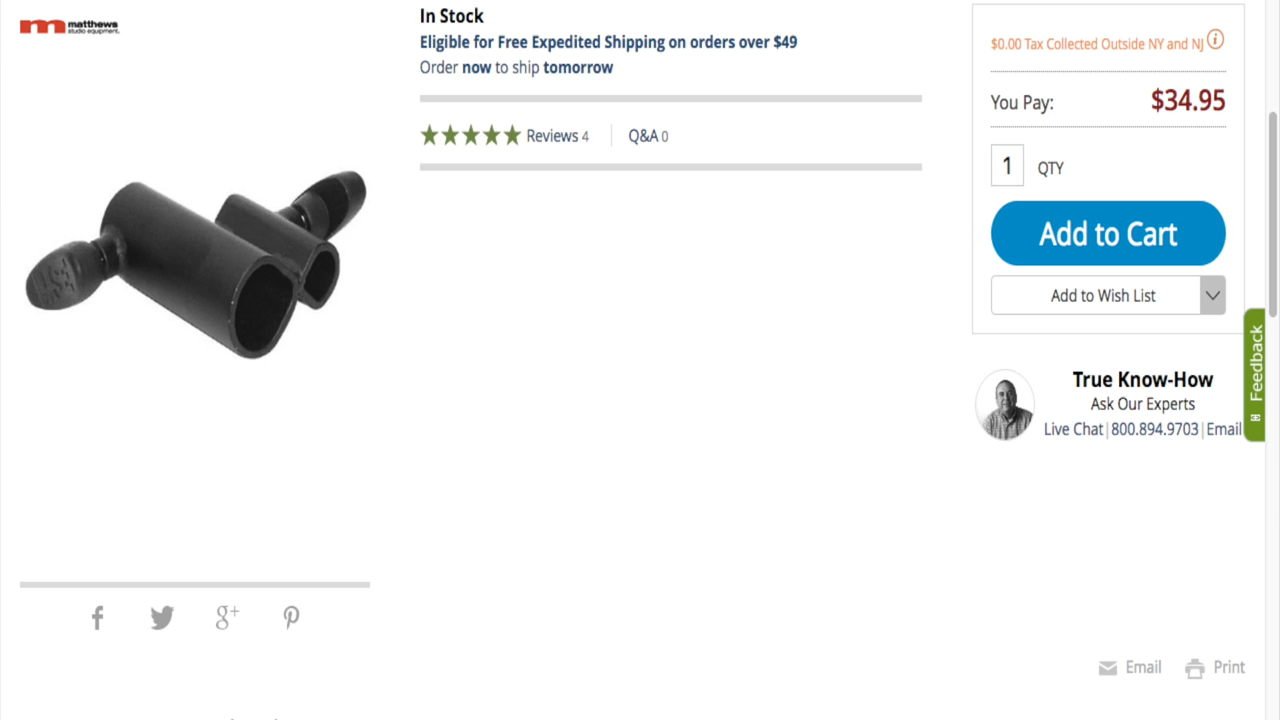 matthews
studio equipment.
In Stock
Eligible for Free Expedited Shipping on orders over $49
Order now to ship tomorrow
Reviews 4
Q&A 0
$0.00 Tax Collected Outside NY and NJ
You Pay: $34.95
1 QTY
Add to Cart
Add to Wish List
Feedback
True Know-How
Ask Our Experts
Live Chat|800.894.9703|Email
Email
Print